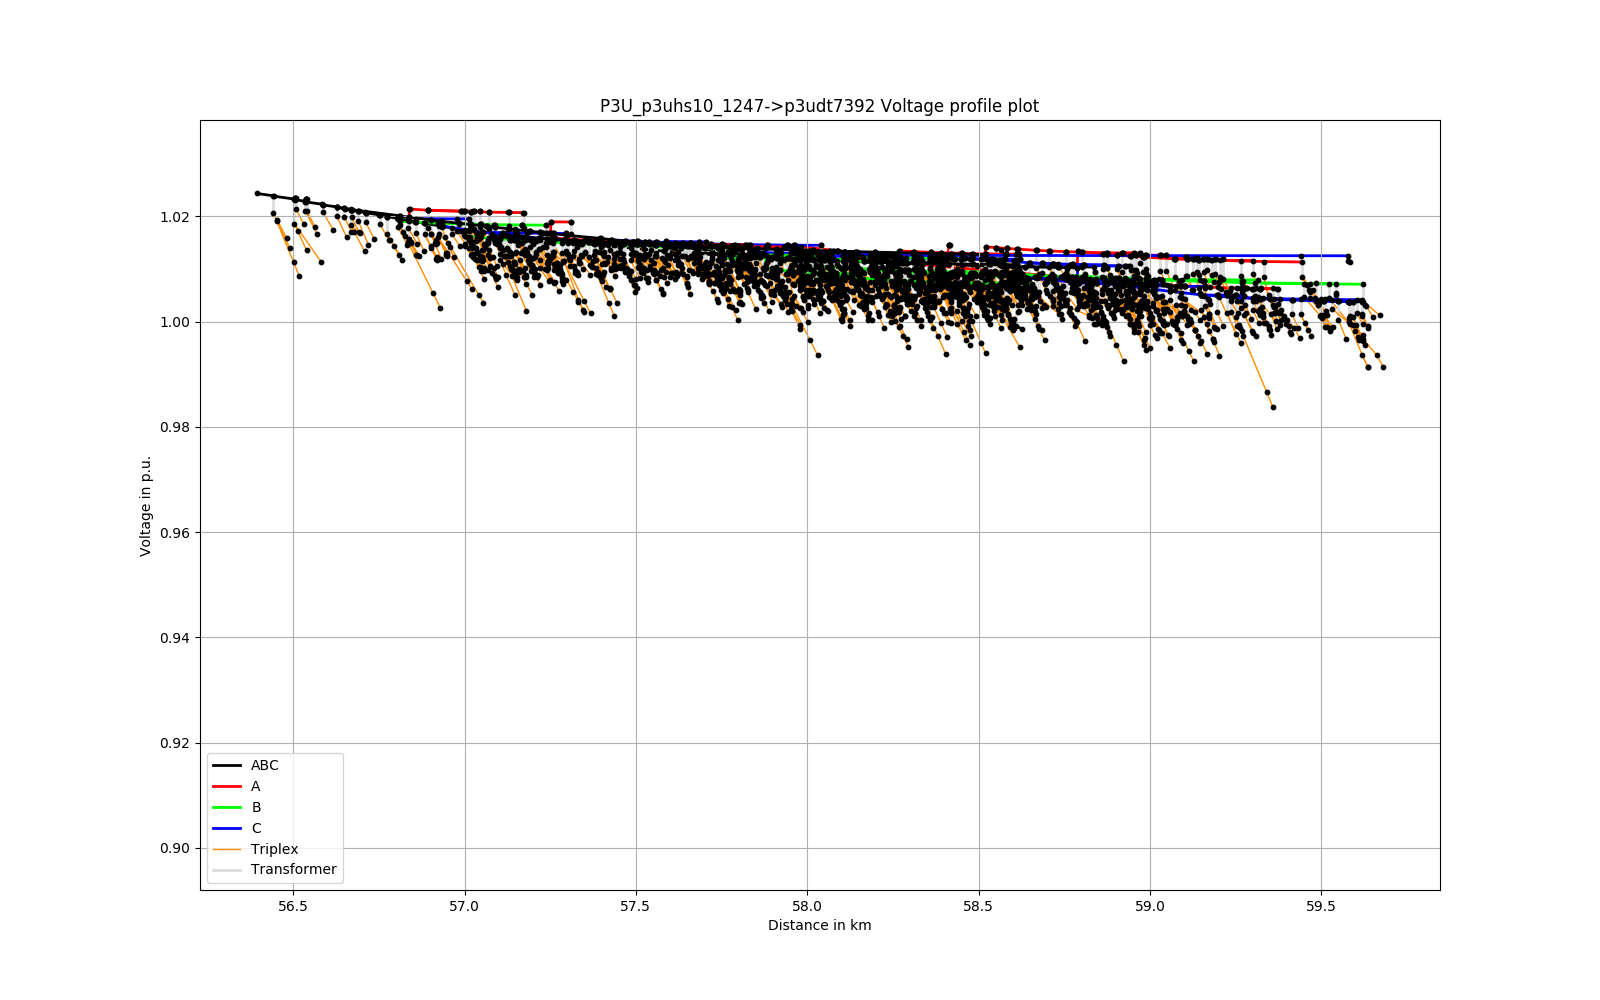 P3U_p3uhs10_1247->p3udt7392 Voltage profile plot
1.02
1.00
0.98
0.96
0.94
0.92
0.90
Voltage in p.u.
ABC
A
B
C
Triplex
Transformer
56.5 57.0 57.5 58.0 58.5 59.0 59.5
Distance in km